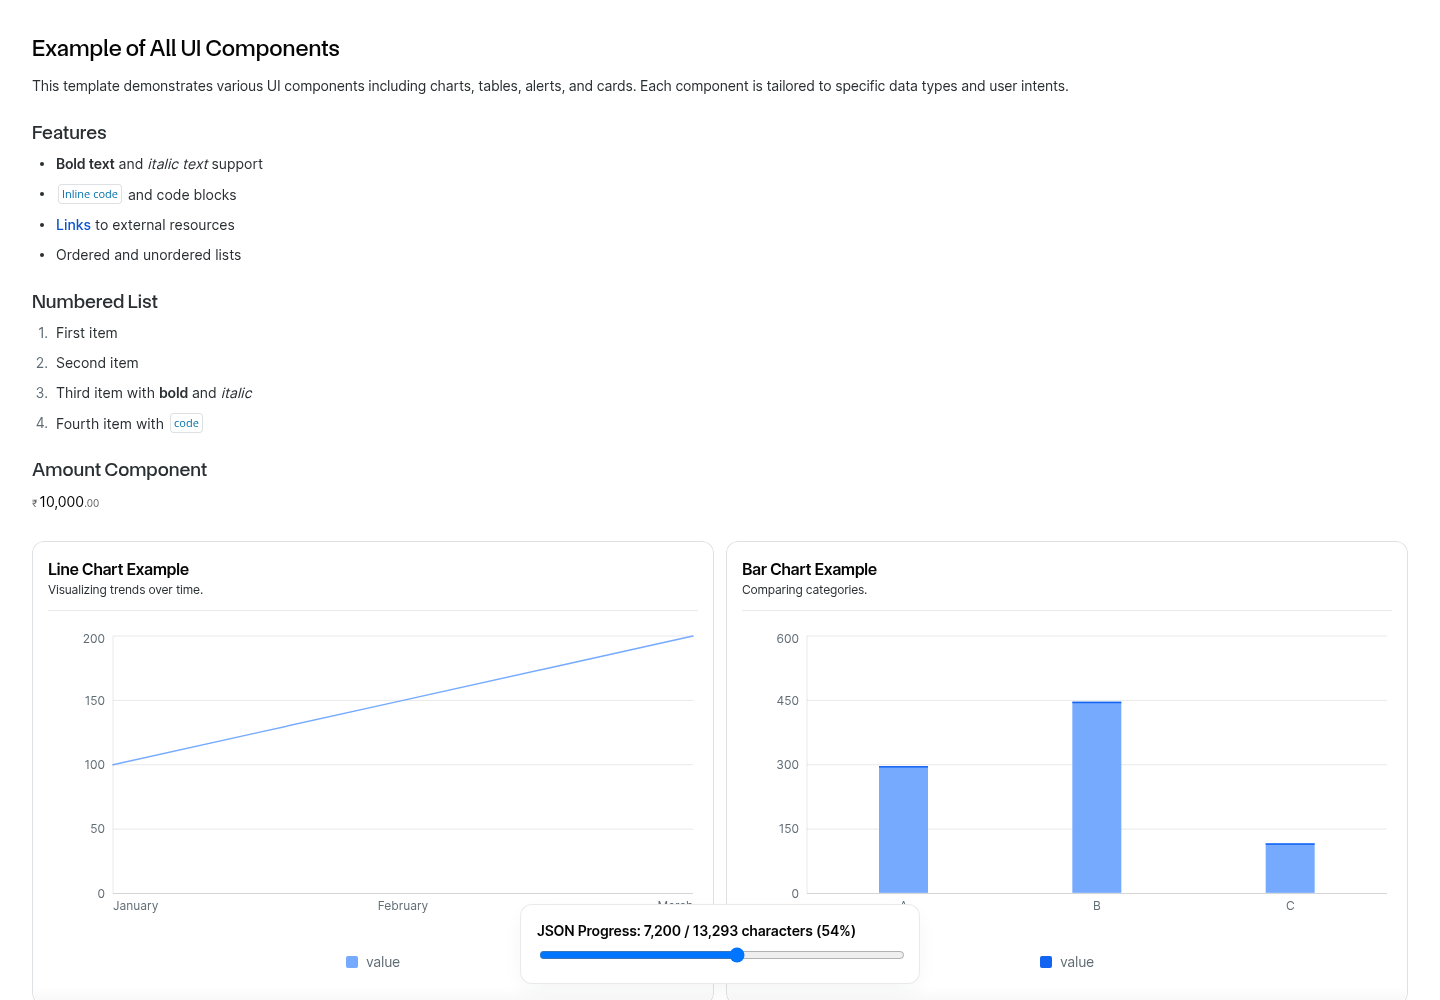 Example of All UI Components
This template demonstrates various UI components including charts, tables, alerts, and cards. Each component is tailored to specific data types and user intents.
Features
• Bold text and italic text support
• Inline code and code blocks
• Links to external resources
• Ordered and unordered lists
Numbered List
1. First item
2. Second item
3. Third item with bold and italic
4. Fourth item with code
Amount Component
₹10,000.00
Line Chart Example
Visualizing trends over time.
200
150
100
50
0
January February March
value
Bar Chart Example
Comparing categories.
600
450
300
150
0
A B C
value
JSON Progress: 7,200 / 13,293 characters (54%)